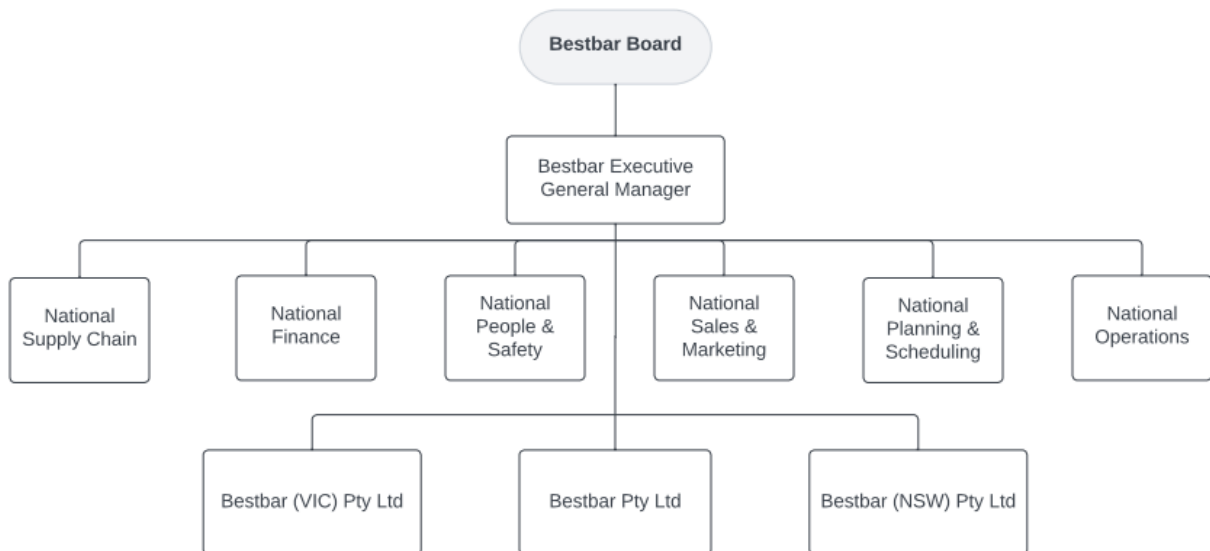 Bestbar Board
Bestbar Executive
General Manager
National
Supply Chain
National
Finance
National
People &
Safety
National
Sales &
Marketing
National
Planning &
Scheduling
National
Operations
Bestbar (VIC) Pty Ltd
Bestbar Pty Ltd
Bestbar (NSW) Pty Ltd